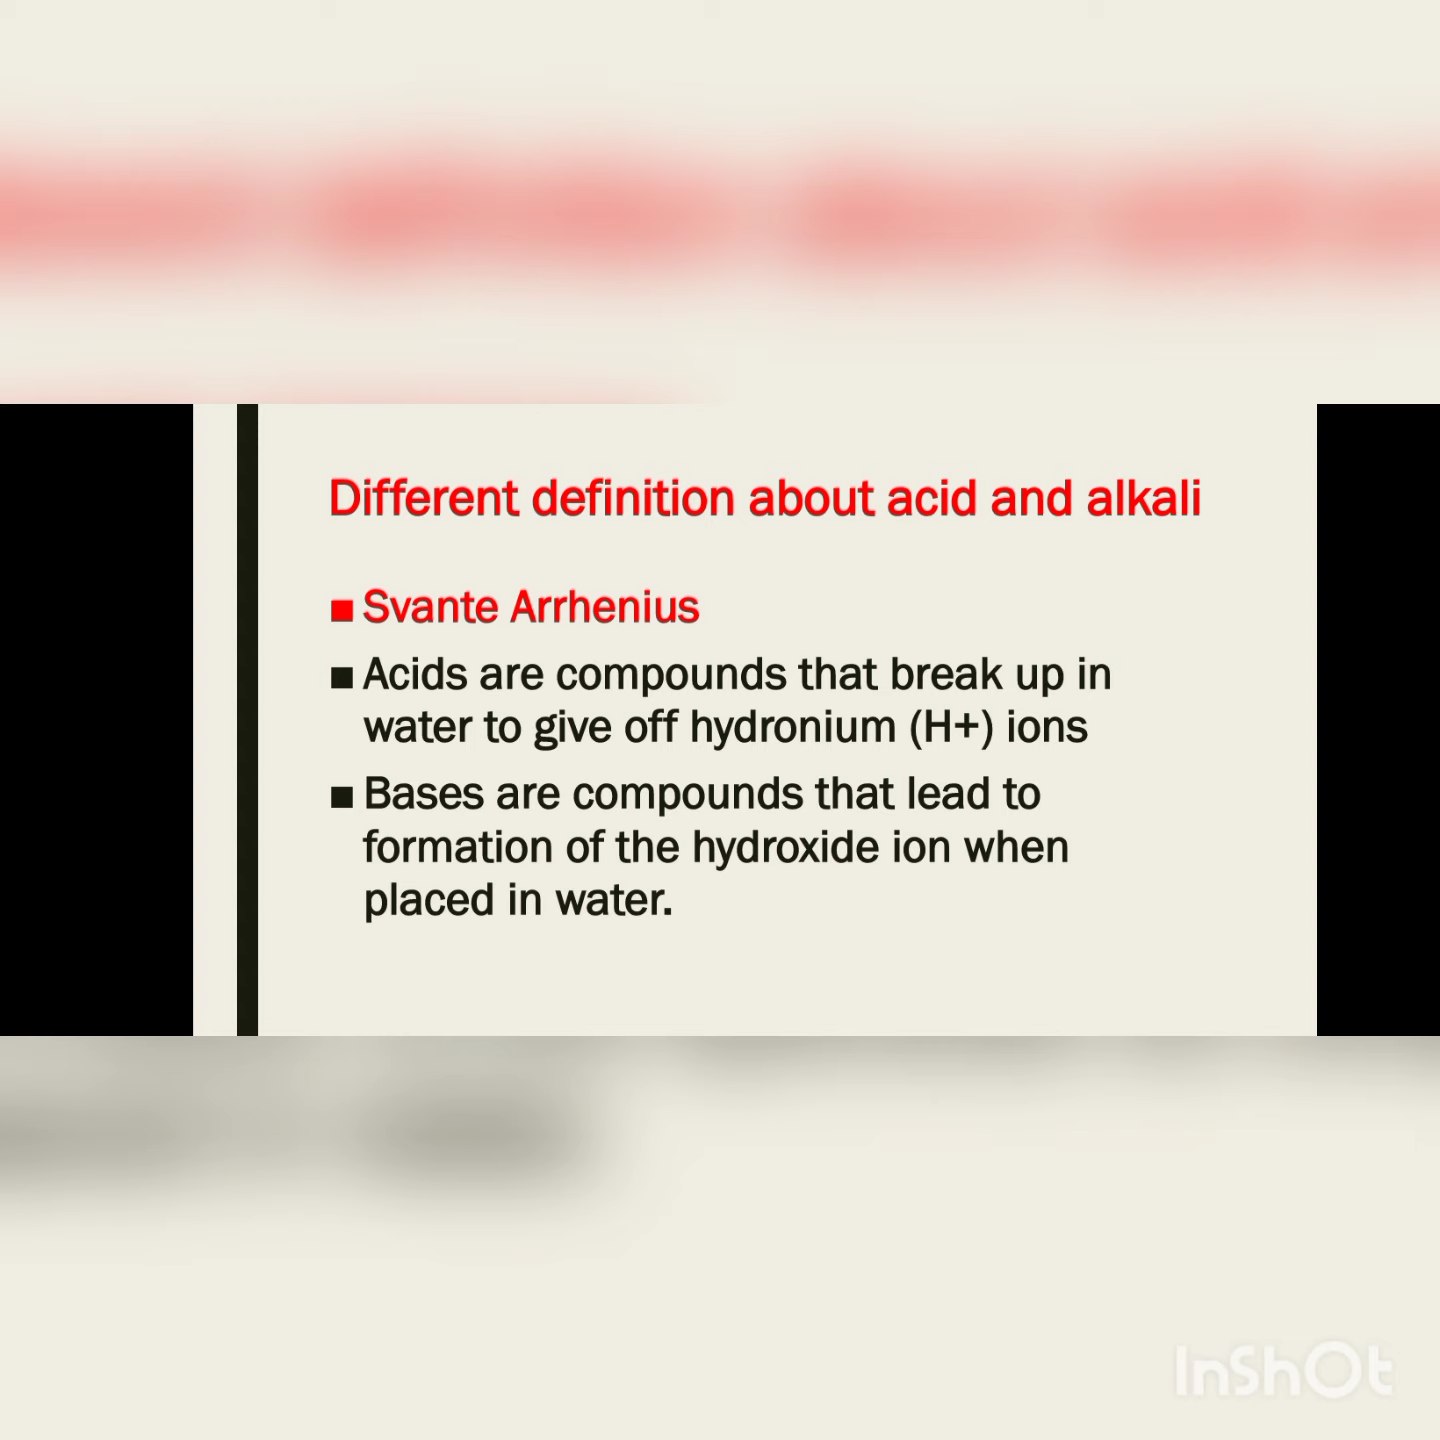 Different definition about acid and alkali
■ Svante Arrhenius
■ Acids are compounds that break up in
water to give off hydronium (H+) ions
■ Bases are compounds that lead to
formation of the hydroxide ion when
placed in water.
InShOt